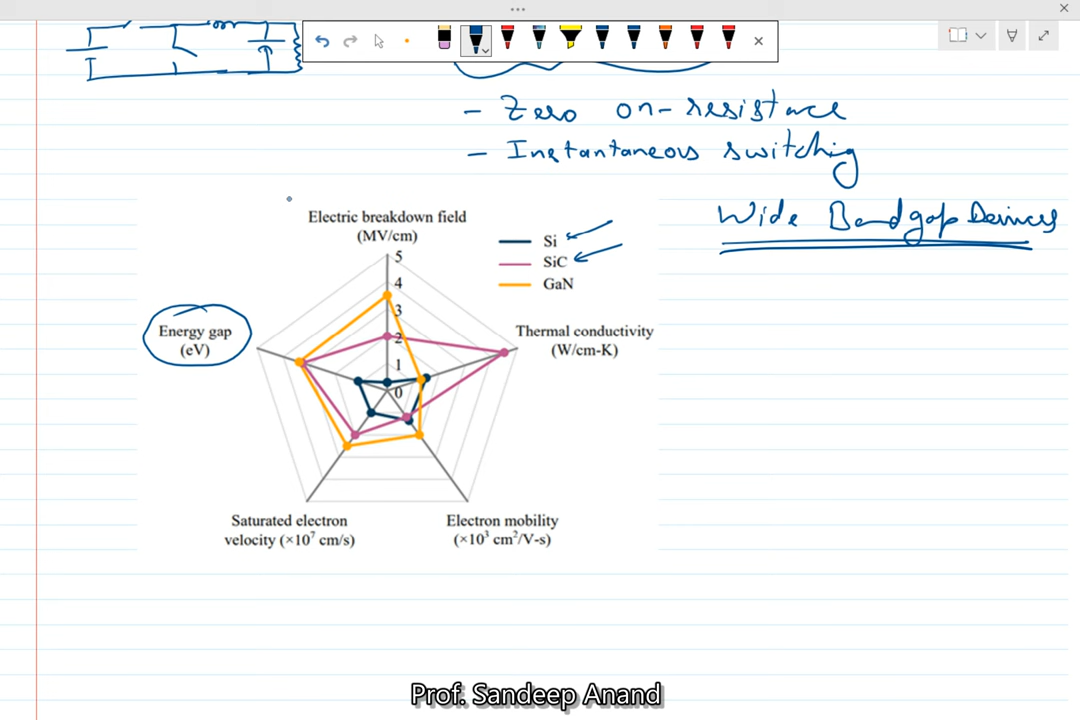 - Zero on-resistance
- Instantaneous switching
Wide Bandgap Devices
Electric breakdown field
(MV/cm)
5
4
3
2
1
0
Si
SiC
GaN
Energy gap
(eV)
Thermal conductivity
(W/cm-K)
Saturated electron
velocity (×10⁷ cm/s)
Electron mobility
(×10³ cm²/V-s)
Prof. Sandeep Anand